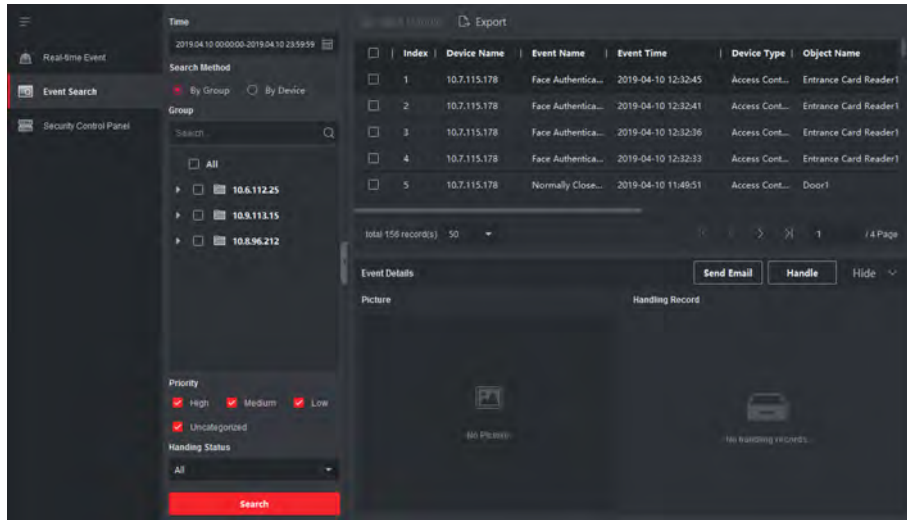 Real-time Event
Event Search
Security Control Panel
Time
2019.04.10 00:00:00-2019.04.10 23:59:59
Search Method
By Group By Device
Group
Search
All
10.6.112.25
10.9.113.15
10.8.96.212
Priority
High Medium Low
Uncategorized
Handing Status
All
Search
Export
Index Device Name Event Name Event Time Device Type Object Name
1 10.7.115.178 Face Authentica... 2019-04-10 12:32:45 Access Cont... Entrance Card Reader1
2 10.7.115.178 Face Authentica... 2019-04-10 12:32:41 Access Cont... Entrance Card Reader1
3 10.7.115.178 Face Authentica... 2019-04-10 12:32:36 Access Cont... Entrance Card Reader1
4 10.7.115.178 Face Authentica... 2019-04-10 12:32:33 Access Cont... Entrance Card Reader1
5 10.7.115.178 Normally Close... 2019-04-10 11:49:51 Access Cont... Door1
total 156 record(s) 50 1 / 4 Page
Event Details Send Email Handle Hide
Picture Handling Record
No Picture
No handling records.